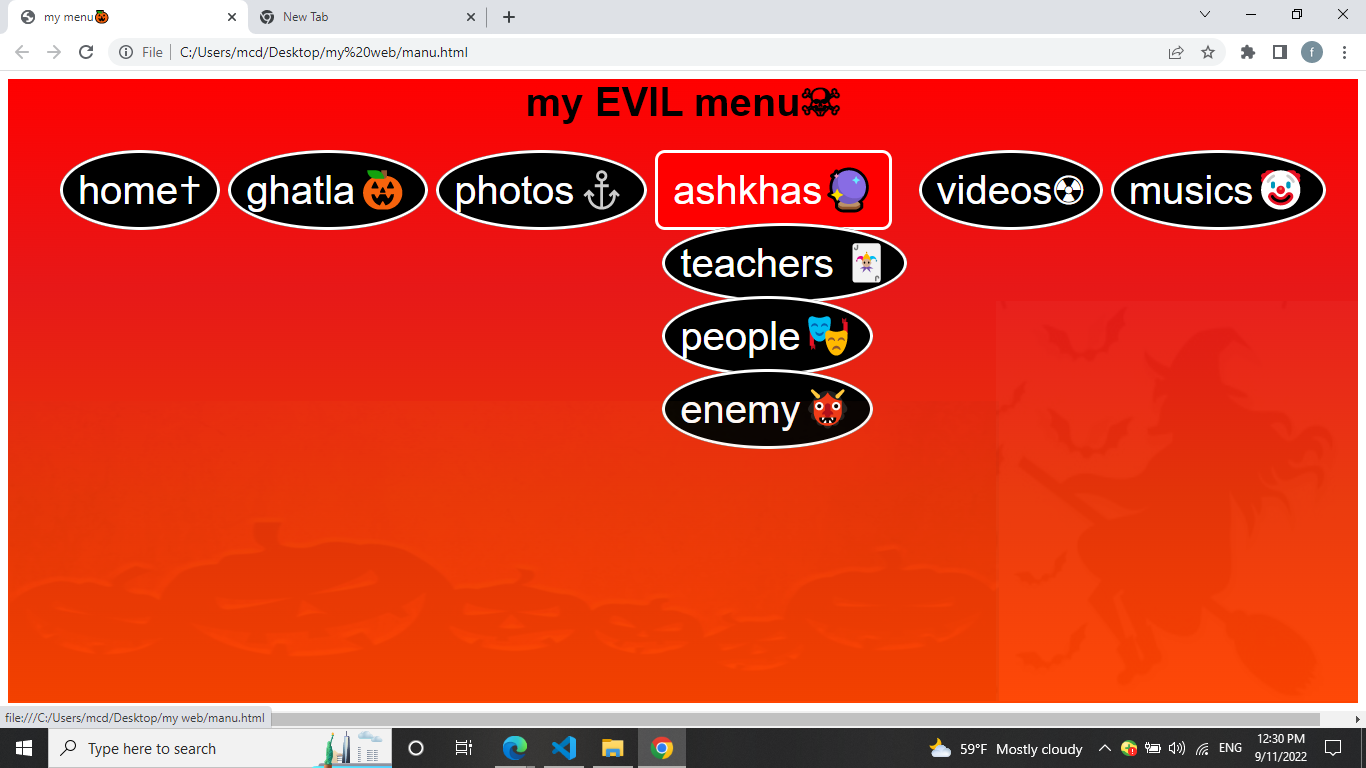 my menu🎃
New Tab
File
C:/Users/mcd/Desktop/my%20web/manu.html
f
my EVIL menu☠
home†
ghatla🎃
photos⚓
ashkhas🔮
videos☢
musics🤡
teachers 🃏
people🎭
enemy👹
file:///C:/Users/mcd/Desktop/my web/manu.html
Type here to search
59°F Mostly cloudy
ENG
12:30 PM
9/11/2022